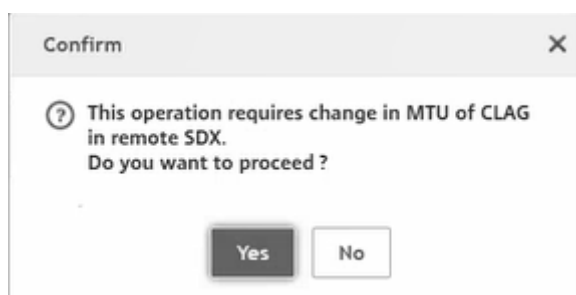 Confirm
This operation requires change in MTU of CLAG
in remote SDX.
Do you want to proceed ?
Yes
No